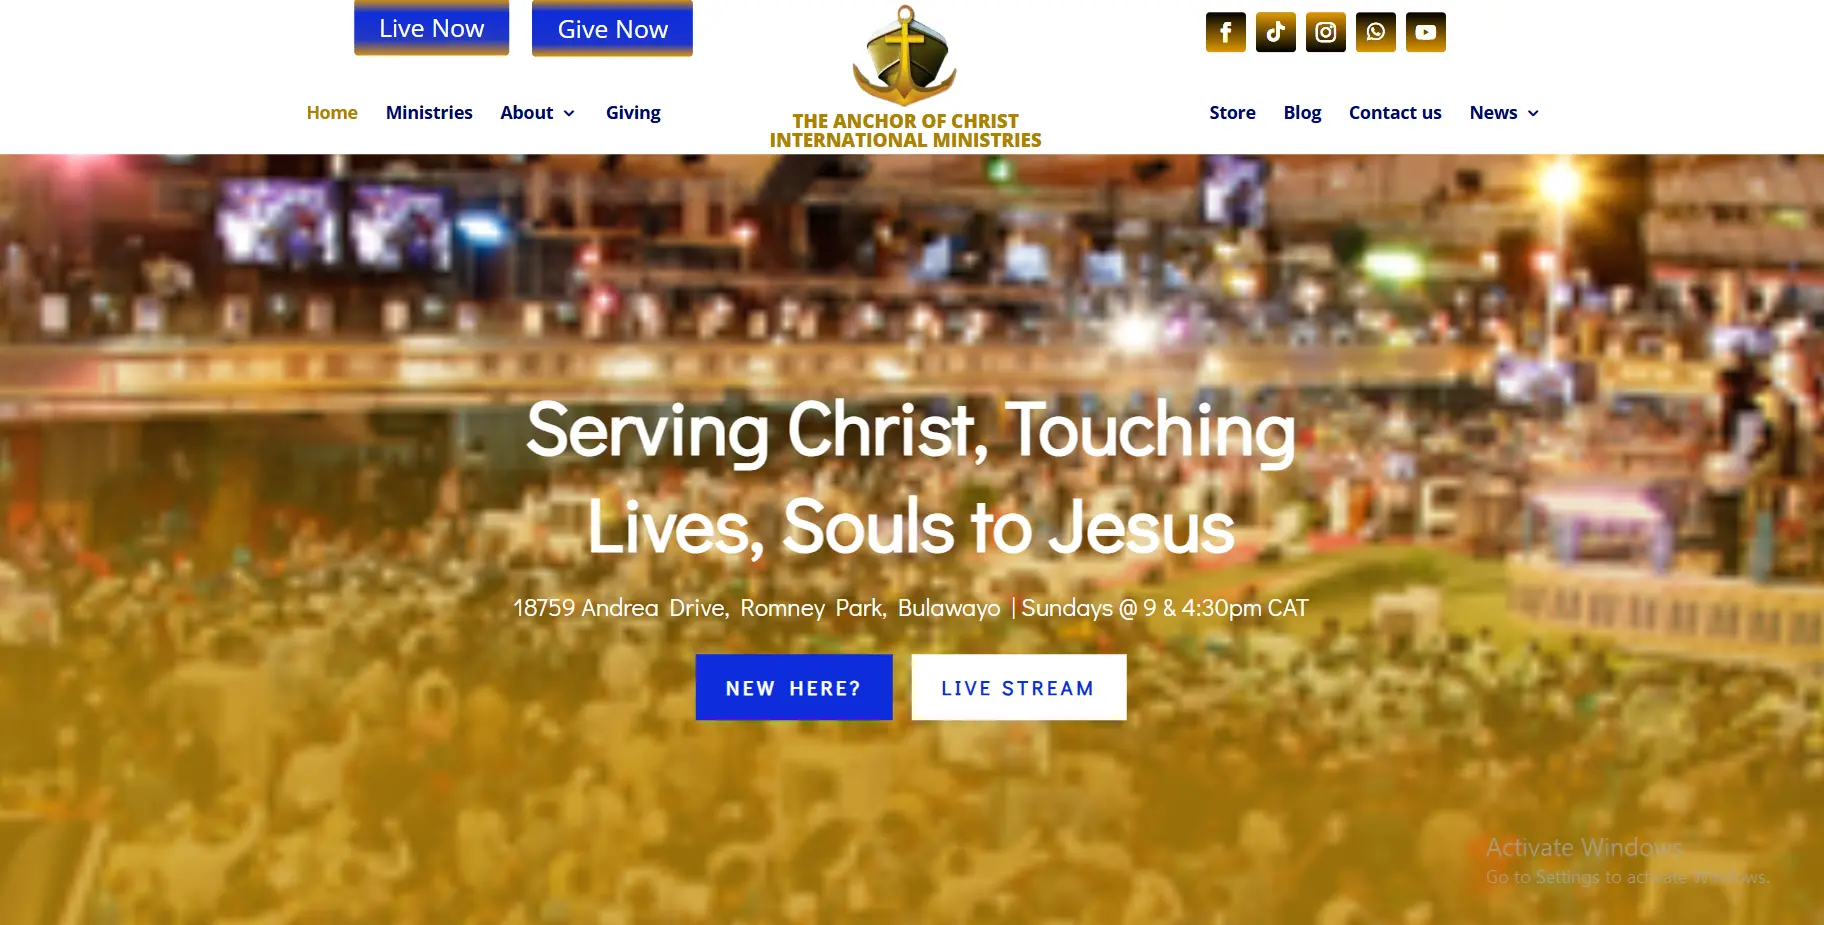 Live Now
Give Now
Home
Ministries
About
Giving
THE ANCHOR OF CHRIST
INTERNATIONAL MINISTRIES
Store
Blog
Contact us
News
Serving Christ, Touching
Lives, Souls to Jesus
18759 Andrea Drive, Romney Park, Bulawayo | Sundays @ 9 & 4:30pm CAT
NEW HERE?
LIVE STREAM
Activate Windows
Go to Settings to activate Windows.